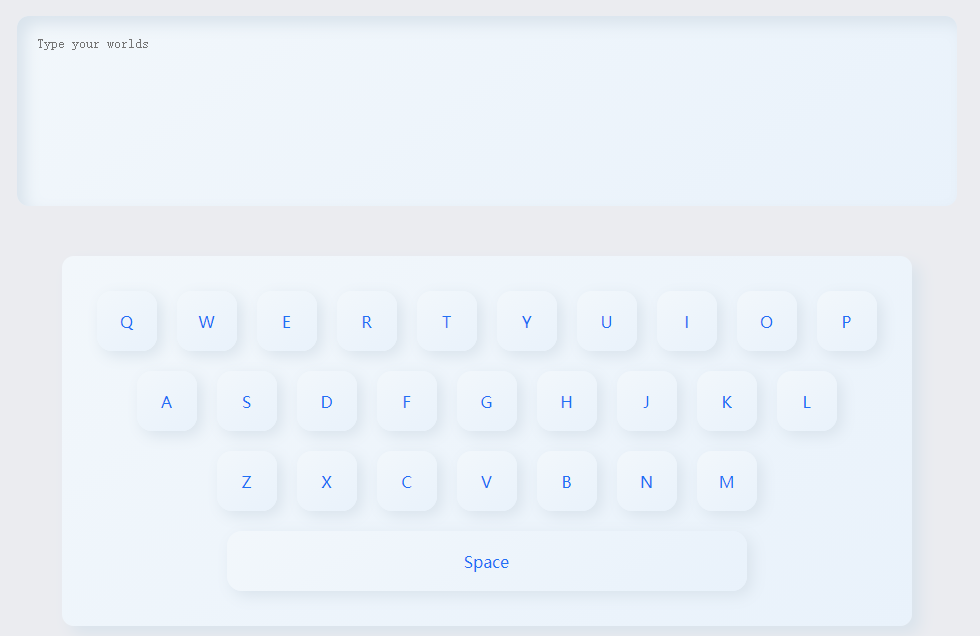 Type your worlds
Q W E R T Y U I O P
A S D F G H J K L
Z X C V B N M
Space